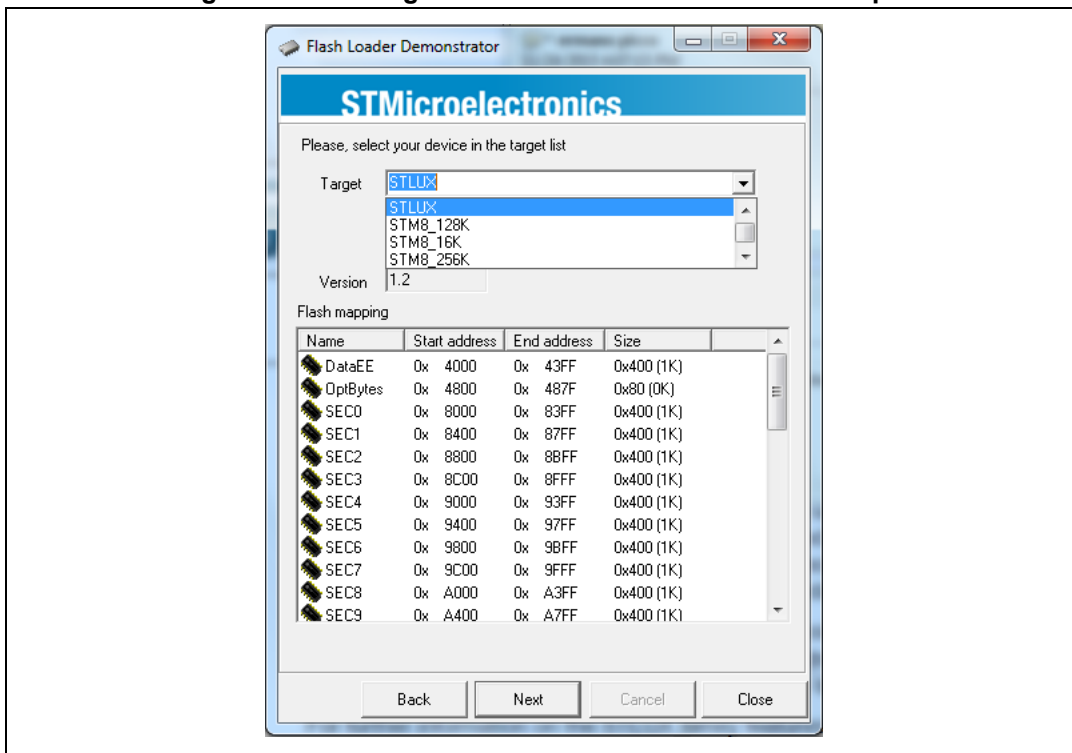 Flash Loader Demonstrator
STMicroelectronics
Please, select your device in the target list
Target STLUX
STLUX
STM8_128K
STM8_16K
STM8_256K
Version 1.2
Flash mapping
Name Start address End address Size
DataEE 0x 4000 0x 43FF 0x400 (1K)
OptBytes 0x 4800 0x 487F 0x80 (0K)
SEC0 0x 8000 0x 83FF 0x400 (1K)
SEC1 0x 8400 0x 87FF 0x400 (1K)
SEC2 0x 8800 0x 8BFF 0x400 (1K)
SEC3 0x 8C00 0x 8FFF 0x400 (1K)
SEC4 0x 9000 0x 93FF 0x400 (1K)
SEC5 0x 9400 0x 97FF 0x400 (1K)
SEC6 0x 9800 0x 9BFF 0x400 (1K)
SEC7 0x 9C00 0x 9FFF 0x400 (1K)
SEC8 0x A000 0x A3FF 0x400 (1K)
SEC9 0x A400 0x A7FF 0x400 (1K)
Back Next Cancel Close